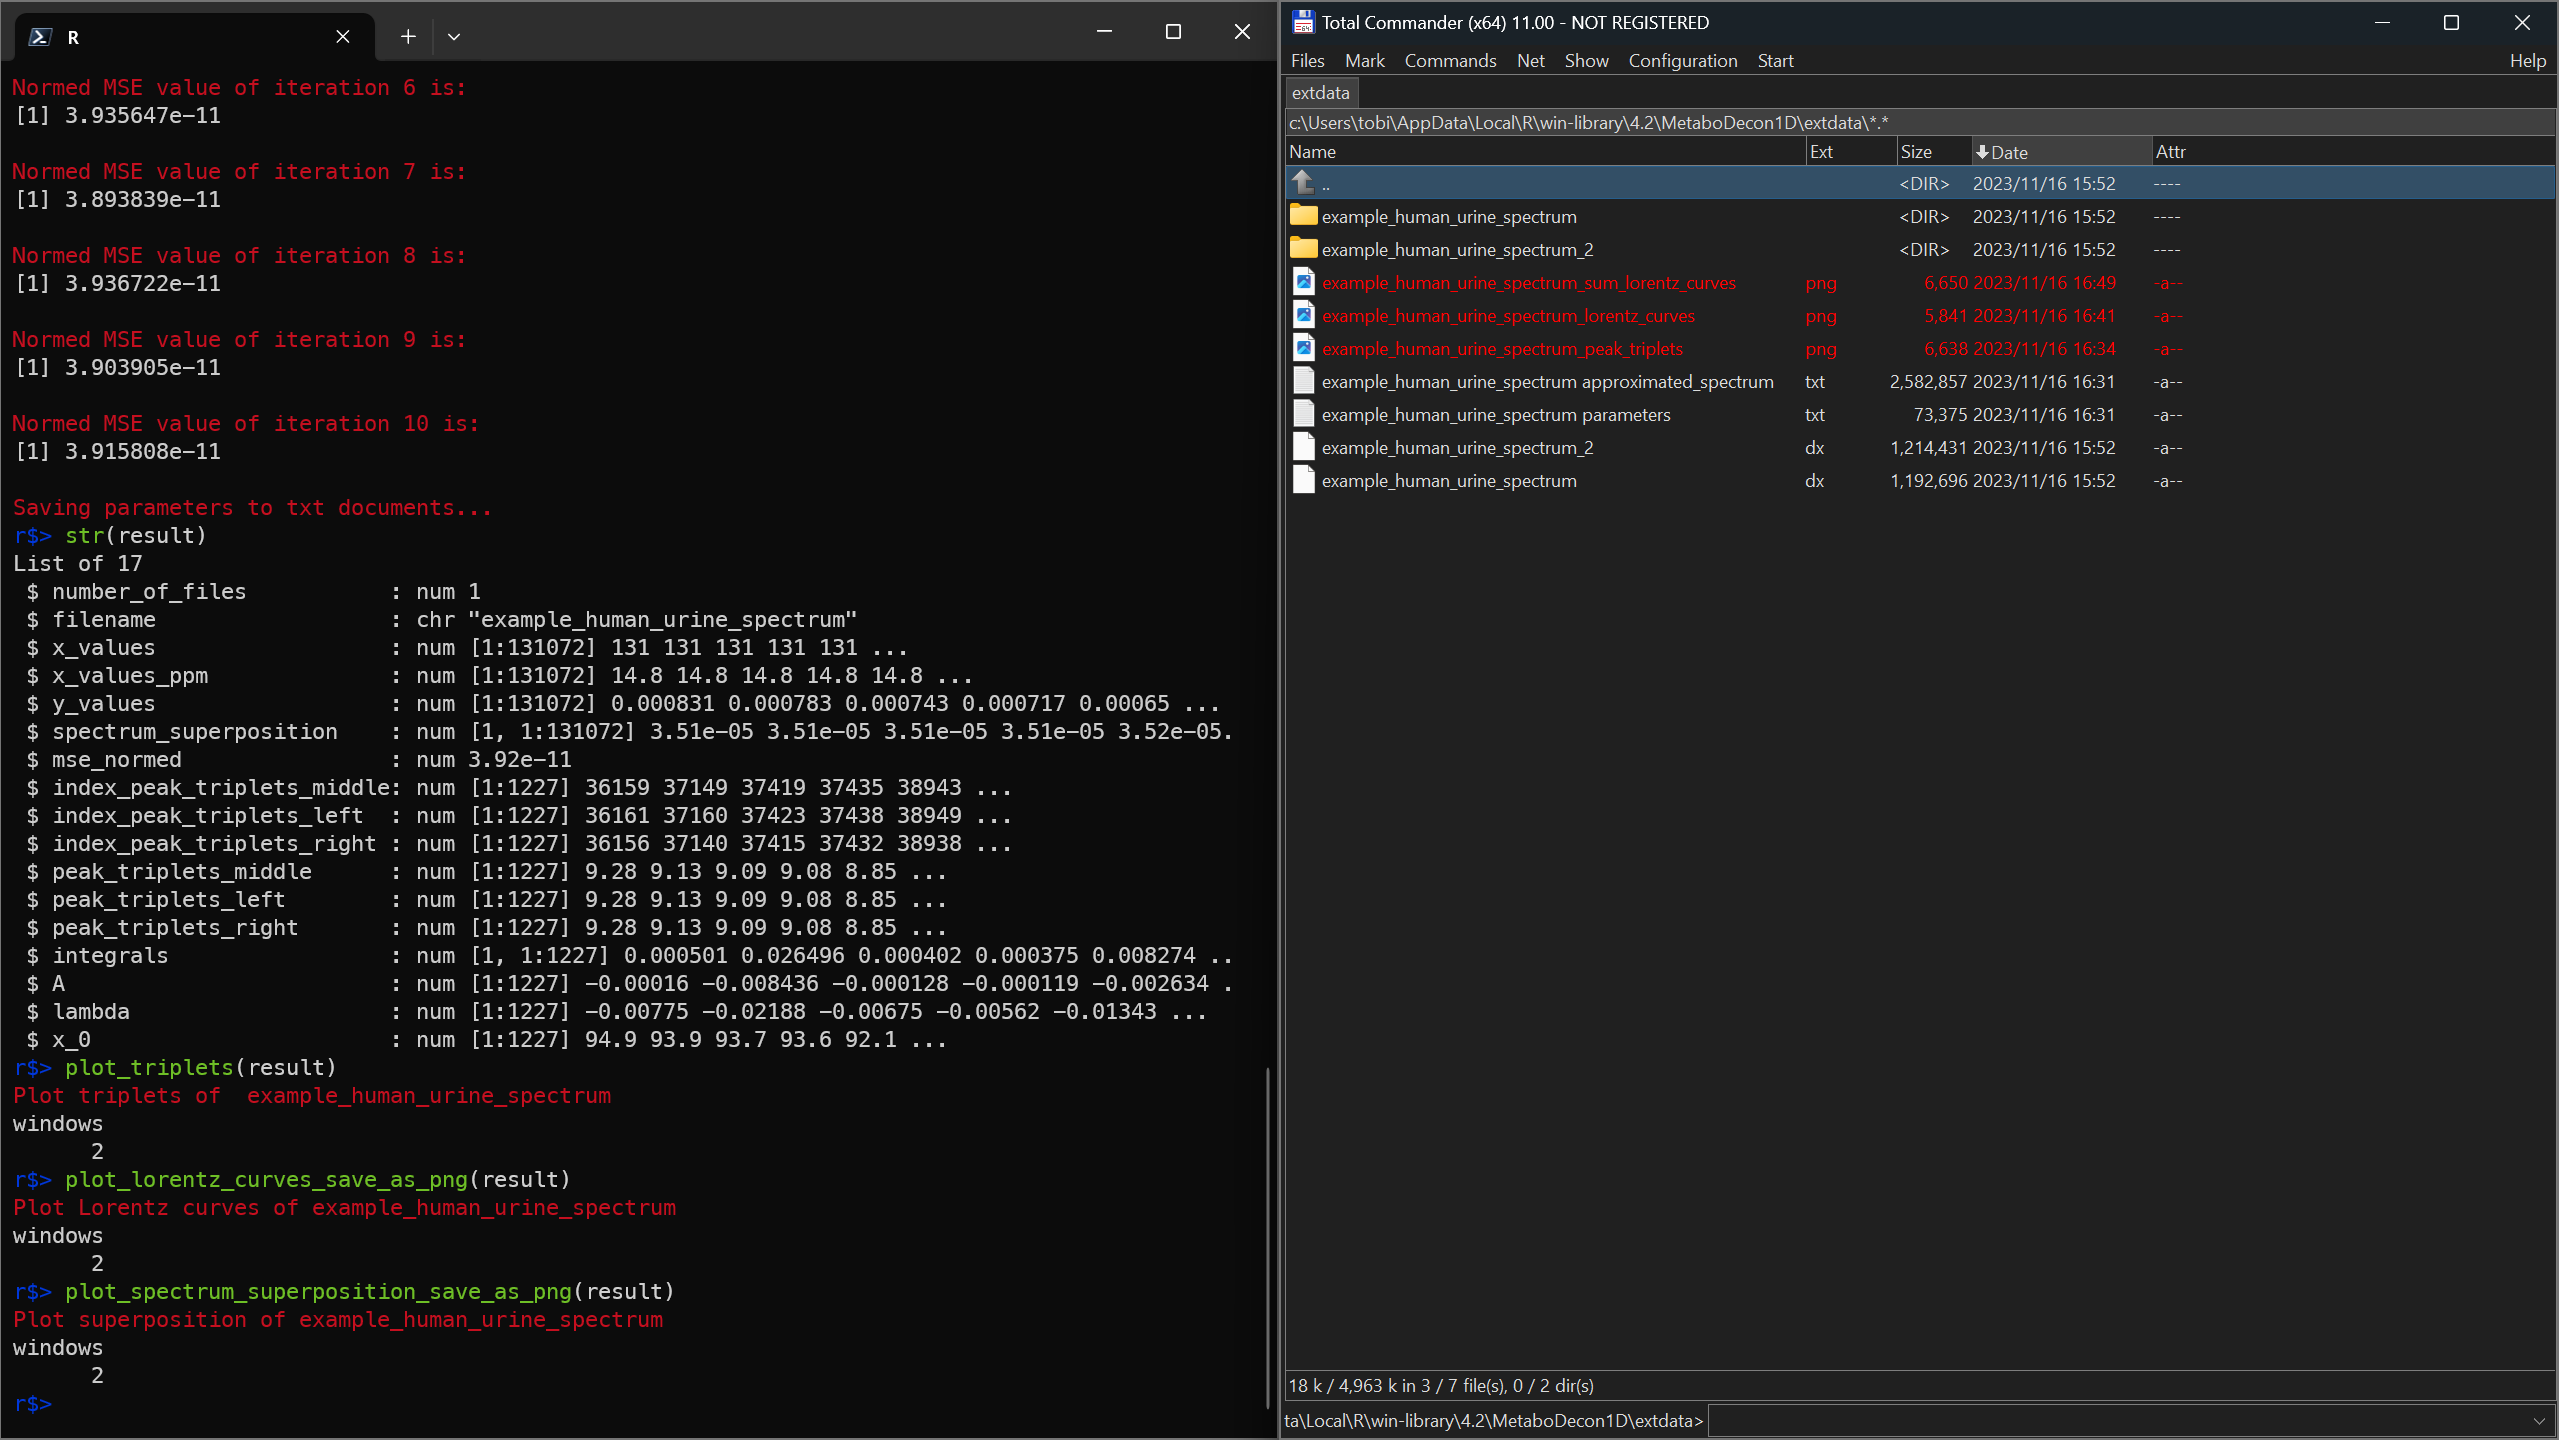 R
Normed MSE value of iteration 6 is:
[1] 3.935647e-11
Normed MSE value of iteration 7 is:
[1] 3.893839e-11
Normed MSE value of iteration 8 is:
[1] 3.936722e-11
Normed MSE value of iteration 9 is:
[1] 3.903905e-11
Normed MSE value of iteration 10 is:
[1] 3.915808e-11
Saving parameters to txt documents...
r$> str(result)
List of 17
$ number_of_files : num 1
$ filename : chr "example_human_urine_spectrum"
$ x_values : num [1:131072] 131 131 131 131 131 ...
$ x_values_ppm : num [1:131072] 14.8 14.8 14.8 14.8 14.8 ...
$ y_values : num [1:131072] 0.000831 0.000783 0.000743 0.000717 0.00065 ...
$ spectrum_superposition : num [1, 1:131072] 3.51e-05 3.51e-05 3.51e-05 3.51e-05 3.52e-05.
$ mse_normed : num 3.92e-11
$ index_peak_triplets_middle: num [1:1227] 36159 37149 37419 37435 38943 ...
$ index_peak_triplets_left : num [1:1227] 36161 37160 37423 37438 38949 ...
$ index_peak_triplets_right : num [1:1227] 36156 37140 37415 37432 38938 ...
$ peak_triplets_middle : num [1:1227] 9.28 9.13 9.09 9.08 8.85 ...
$ peak_triplets_left : num [1:1227] 9.28 9.13 9.09 9.08 8.85 ...
$ peak_triplets_right : num [1:1227] 9.28 9.13 9.09 9.08 8.85 ...
$ integrals : num [1, 1:1227] 0.000501 0.026496 0.000402 0.000375 0.008274 ..
$ A : num [1:1227] -0.00016 -0.008436 -0.000128 -0.000119 -0.002634 .
$ lambda : num [1:1227] -0.00775 -0.02188 -0.00675 -0.00562 -0.01343 ...
$ x_0 : num [1:1227] 94.9 93.9 93.7 93.6 92.1 ...
r$> plot_triplets(result)
Plot triplets of  example_human_urine_spectrum
windows
2
r$> plot_lorentz_curves_save_as_png(result)
Plot Lorentz curves of example_human_urine_spectrum
windows
2
r$> plot_spectrum_superposition_save_as_png(result)
Plot superposition of example_human_urine_spectrum
windows
2
r$>
Total Commander (x64) 11.00 - NOT REGISTERED
Files Mark Commands Net Show Configuration Start Help
extdata
c:\Users\tobi\AppData\Local\R\win-library\4.2\MetaboDecon1D\extdata\*.*
Name Ext Size Date Attr
.. <DIR> 2023/11/16 15:52 ----
example_human_urine_spectrum <DIR> 2023/11/16 15:52 ----
example_human_urine_spectrum_2 <DIR> 2023/11/16 15:52 ----
example_human_urine_spectrum_sum_lorentz_curves png 6,650 2023/11/16 16:49 -a--
example_human_urine_spectrum_lorentz_curves png 5,841 2023/11/16 16:41 -a--
example_human_urine_spectrum_peak_triplets png 6,638 2023/11/16 16:34 -a--
example_human_urine_spectrum approximated_spectrum txt 2,582,857 2023/11/16 16:31 -a--
example_human_urine_spectrum parameters txt 73,375 2023/11/16 16:31 -a--
example_human_urine_spectrum_2 dx 1,214,431 2023/11/16 15:52 -a--
example_human_urine_spectrum dx 1,192,696 2023/11/16 15:52 -a--
18 k / 4,963 k in 3 / 7 file(s), 0 / 2 dir(s)
ta\Local\R\win-library\4.2\MetaboDecon1D\extdata>